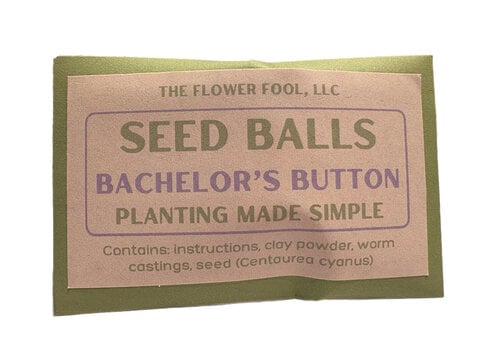 THE FLOWER FOOL, LLC
SEED BALLS
BACHELOR'S BUTTON
PLANTING MADE SIMPLE
Contains: instructions, clay powder, worm
castings, seed (Centaurea cyanus)